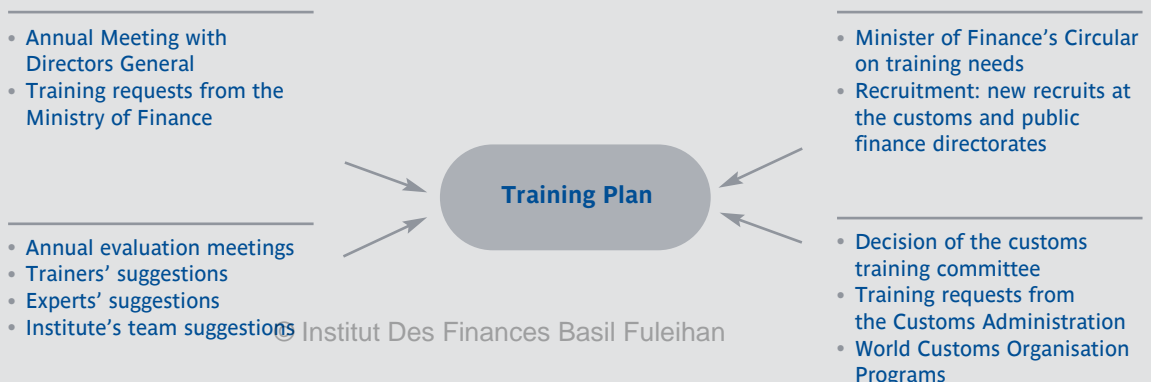 • Annual Meeting with
Directors General
• Training requests from the
Ministry of Finance
• Minister of Finance’s Circular
on training needs
• Recruitment: new recruits at
the customs and public
finance directorates
Training Plan
• Annual evaluation meetings
• Trainers’ suggestions
• Experts’ suggestions
• Institute’s team suggestions
• Decision of the customs
training committee
• Training requests from
the Customs Administration
• World Customs Organisation
Programs
© Institut Des Finances Basil Fuleihan